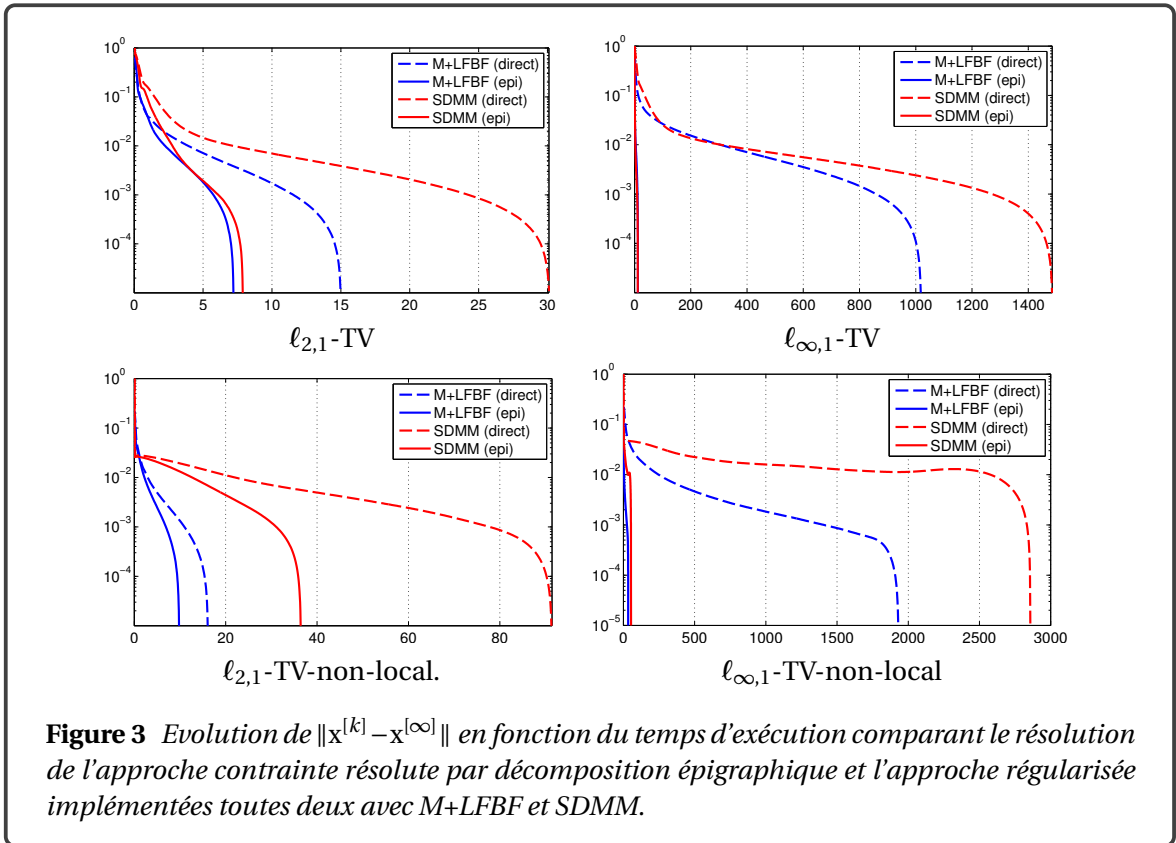 10^0
10^-1
10^-2
10^-3
10^-4
0 5 10 15 20 25 30
M+LFBF (direct)
M+LFBF (epi)
SDMM (direct)
SDMM (epi)
ℓ2,1-TV
10^0
10^-1
10^-2
10^-3
10^-4
0 200 400 600 800 1000 1200 1400
M+LFBF (direct)
M+LFBF (epi)
SDMM (direct)
SDMM (epi)
ℓ∞,1-TV
10^0
10^-1
10^-2
10^-3
10^-4
0 20 40 60 80
M+LFBF (direct)
M+LFBF (epi)
SDMM (direct)
SDMM (epi)
ℓ2,1-TV-non-local.
10^0
10^-1
10^-2
10^-3
10^-4
10^-5
0 500 1000 1500 2000 2500 3000
M+LFBF (direct)
M+LFBF (epi)
SDMM (direct)
SDMM (epi)
ℓ∞,1-TV-non-local
Figure 3 Evolution de ‖x^[k] − x^[∞]‖ en fonction du temps d'exécution comparant le résolution
de l'approche contrainte résolute par décomposition épigraphique et l'approche régularisée
implémentées toutes deux avec M+LFBF et SDMM.